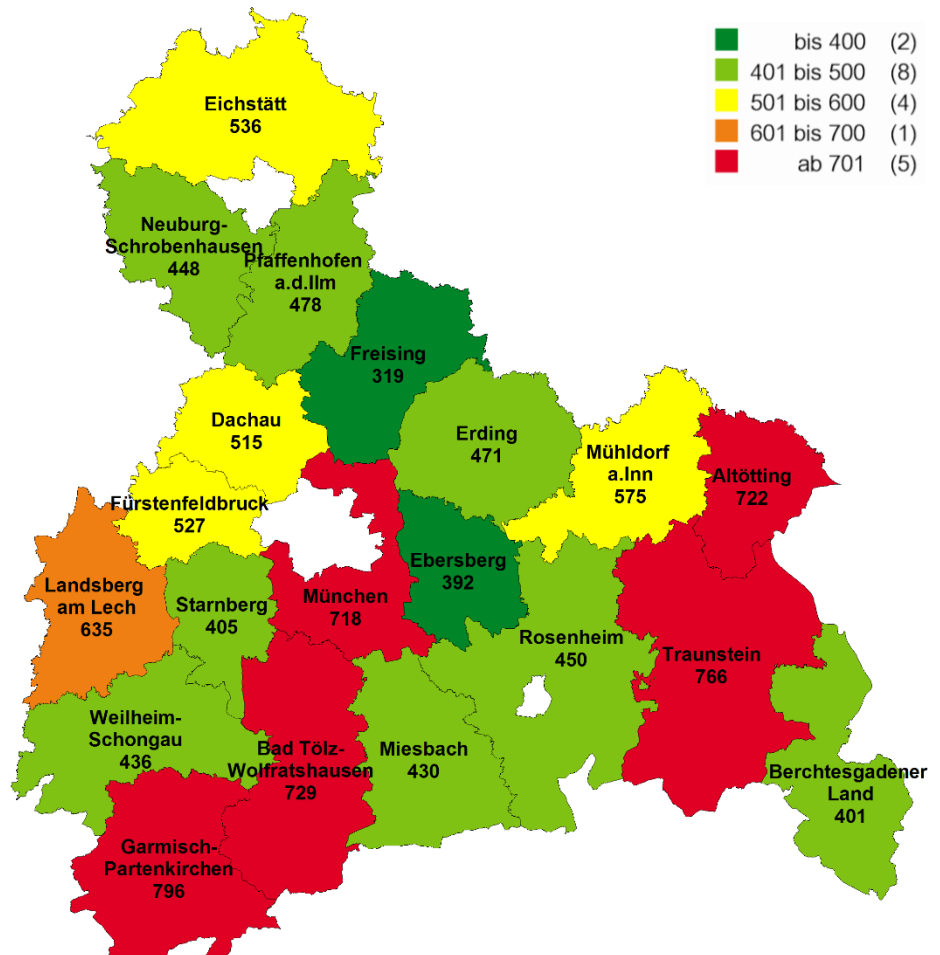 bis 400 (2)
401 bis 500 (8)
501 bis 600 (4)
601 bis 700 (1)
ab 701 (5)
Eichstätt
536
Neuburg-
Schrobenhausen
448
Pfaffenhofen
a.d.Ilm
478
Freising
319
Dachau
515
Erding
471
Mühldorf
a.Inn
575
Altötting
722
Fürstenfeldbruck
527
Landsberg
am Lech
635
Starnberg
405
München
718
Ebersberg
392
Rosenheim
450
Traunstein
766
Weilheim-
Schongau
436
Bad Tölz-
Wolfratshausen
729
Miesbach
430
Berchtesgadener
Land
401
Garmisch-
Partenkirchen
796